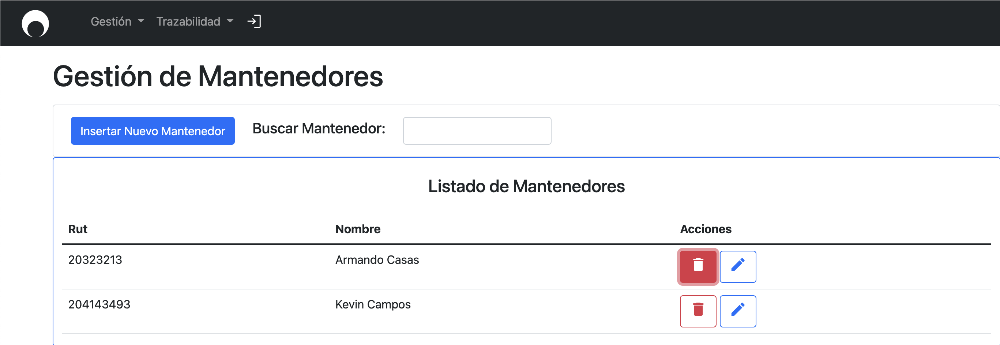 Gestión Trazabilidad
Gestión de Mantenedores
Insertar Nuevo Mantenedor Buscar Mantenedor:
Listado de Mantenedores
Rut Nombre Acciones
20323213 Armando Casas
204143493 Kevin Campos